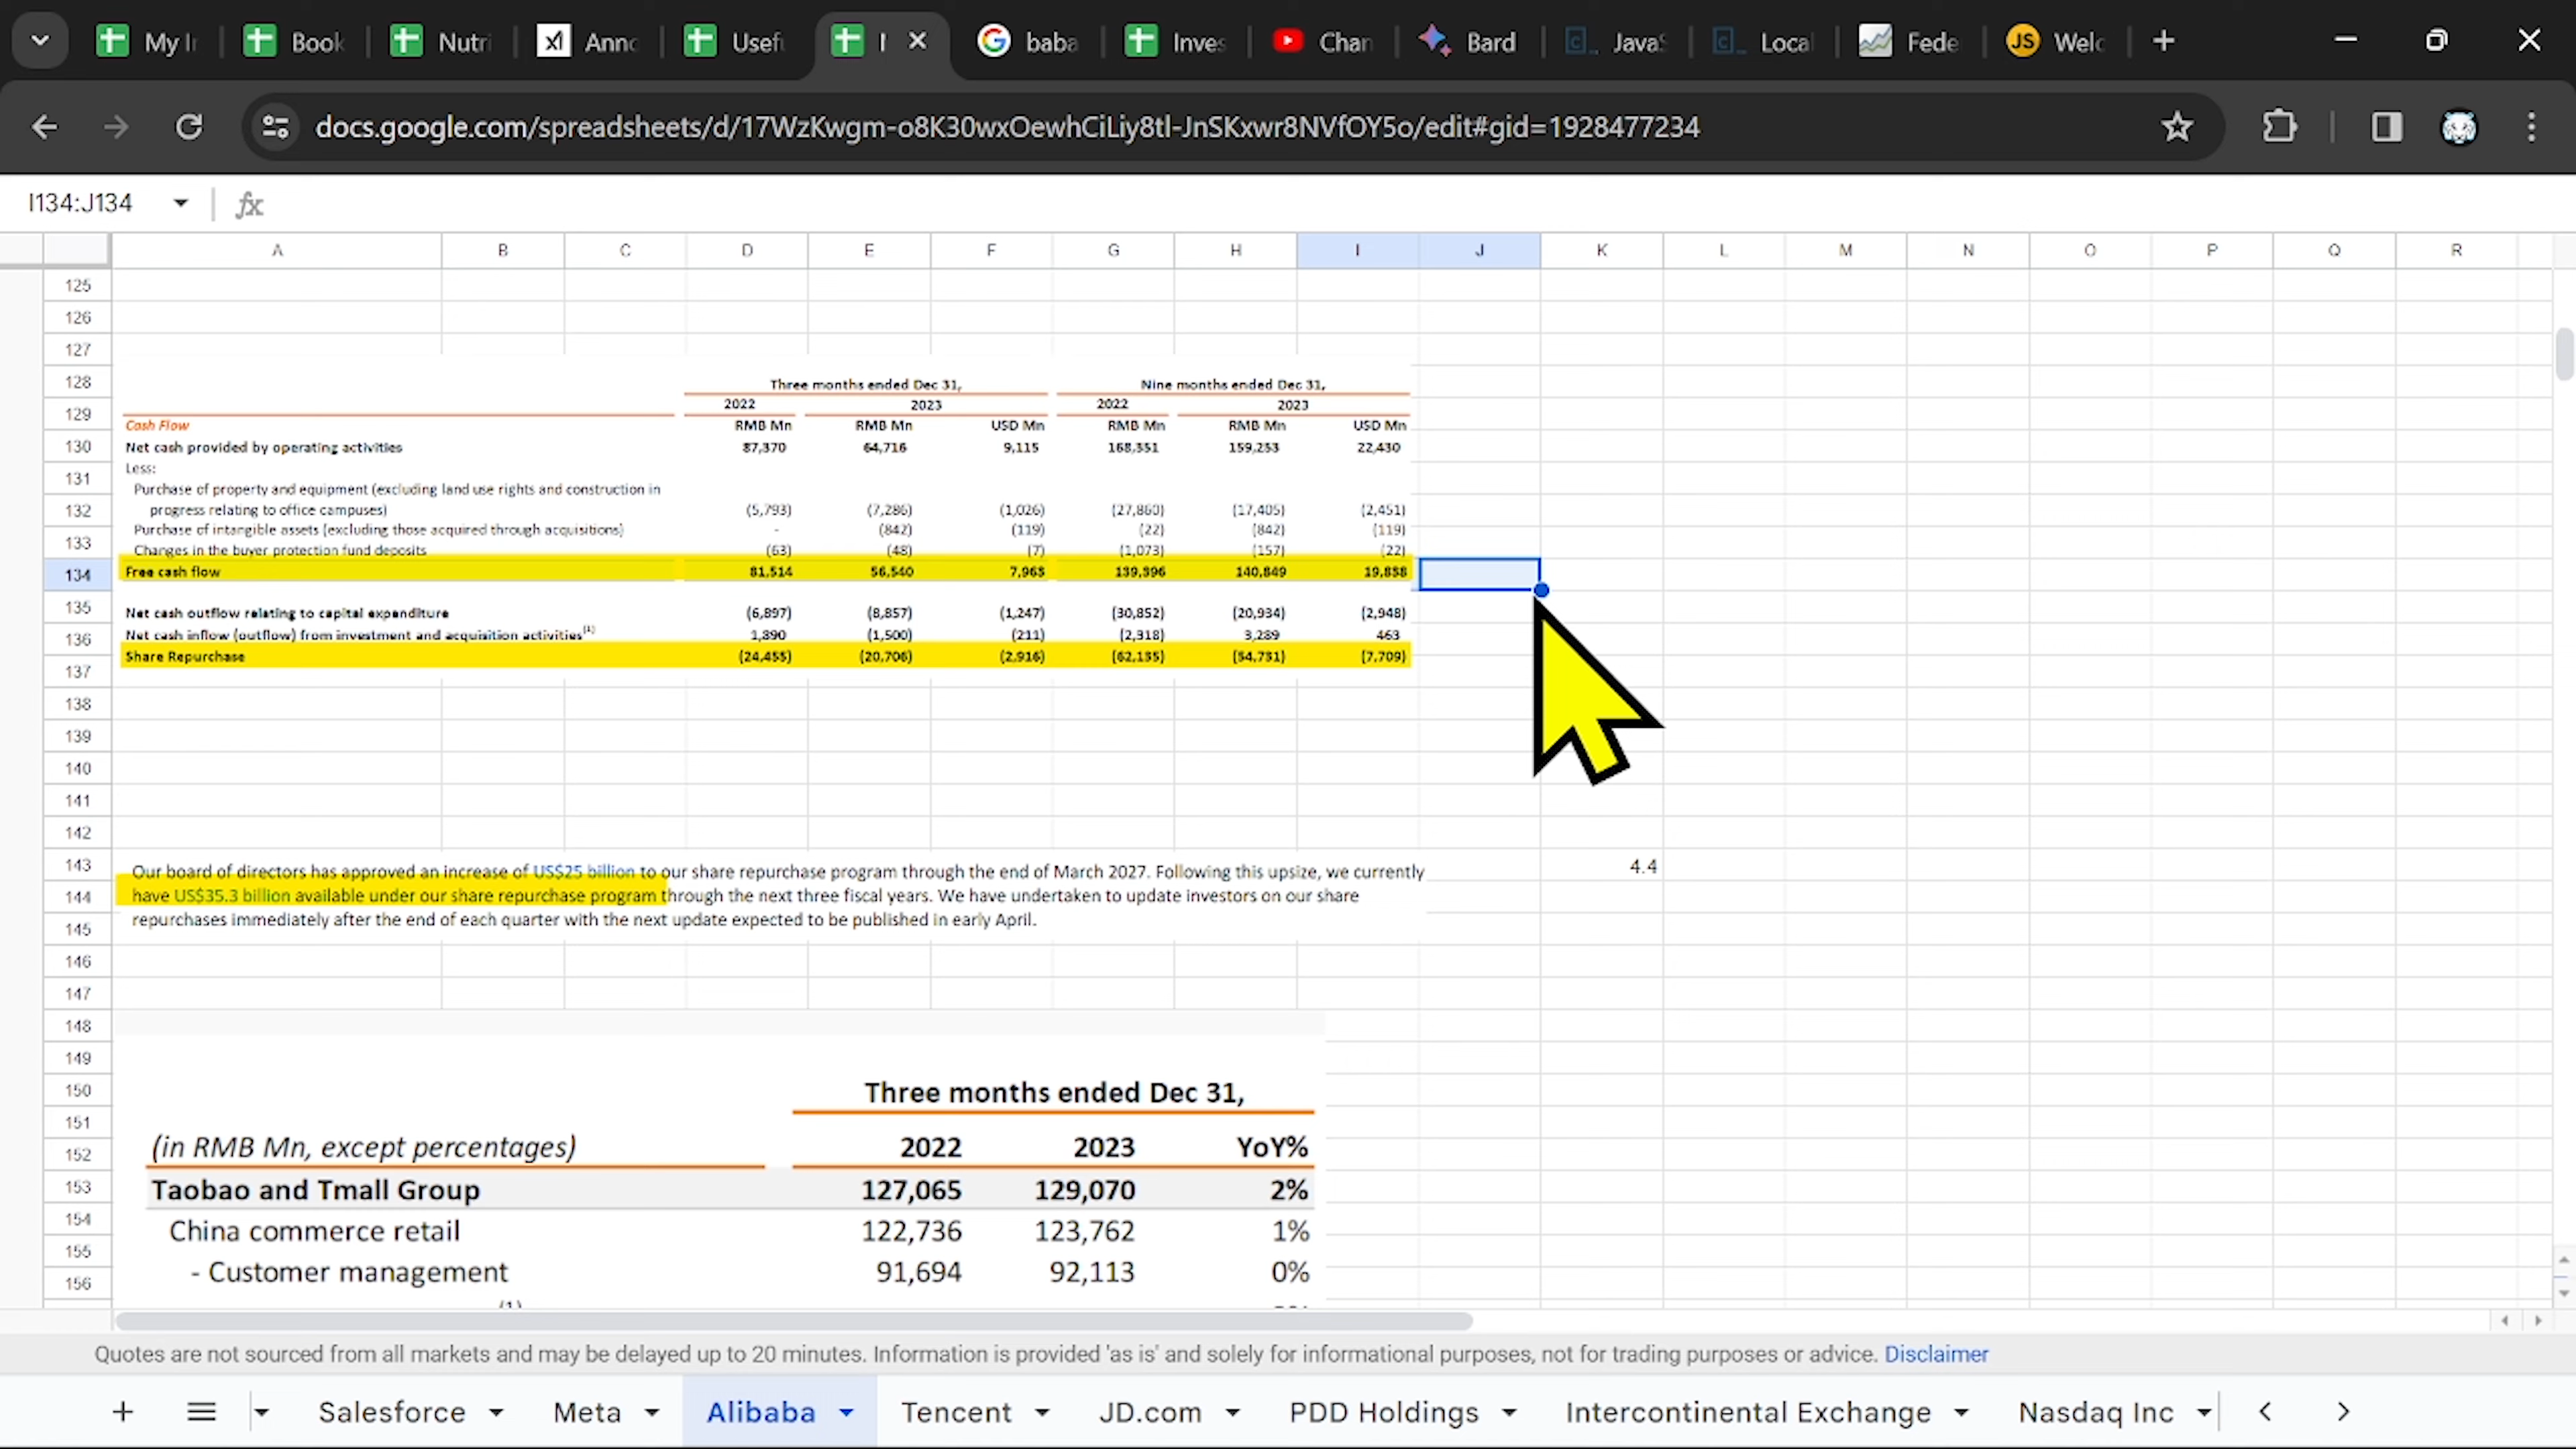 My I
Book
Nutri
Anno
Usefu
I
baba
Inves
Chan
Bard
JavaS
Local
Fede
Welc
docs.google.com/spreadsheets/d/17WzKwgm-o8K30wxOewhCiLiy8tl-JnSKxwr8NVfOY5o/edit#gid=1928477234
I134:J134
fx
A B C D E F G H I J K L M N O P Q R
125
126
127
128 Three months ended Dec 31, Nine months ended Dec 31,
129 2022 2023 2022 2023
Cash Flow RMB Mn RMB Mn USD Mn RMB Mn RMB Mn USD Mn
130 Net cash provided by operating activities 87,370 64,716 9,115 168,351 159,253 22,430
131 Less:
Purchase of property and equipment (excluding land use rights and construction in
132 progress relating to office campuses) (5,793) (7,286) (1,026) (27,860) (17,405) (2,451)
133 Purchase of intangible assets (excluding those acquired through acquisitions) - (842) (119) (22) (842) (119)
Changes in the buyer protection fund deposits (63) (48) (7) (1,073) (157) (22)
134 Free cash flow 81,514 56,540 7,963 139,396 140,849 19,838
135 Net cash outflow relating to capital expenditure (6,897) (8,857) (1,247) (30,852) (20,934) (2,948)
136 Net cash inflow (outflow) from investment and acquisition activities(1) 1,890 (1,500) (211) (2,318) 3,289 463
Share Repurchase (24,455) (20,706) (2,916) (62,135) (54,731) (7,709)
137
138
139
140
141
142
143 Our board of directors has approved an increase of US$25 billion to our share repurchase program through the end of March 2027. Following this upsize, we currently 4.4
144 have US$35.3 billion available under our share repurchase program through the next three fiscal years. We have undertaken to update investors on our share
145 repurchases immediately after the end of each quarter with the next update expected to be published in early April.
146
147
148
149
150 Three months ended Dec 31,
151
152 (in RMB Mn, except percentages) 2022 2023 YoY%
153 Taobao and Tmall Group 127,065 129,070 2%
154 China commerce retail 122,736 123,762 1%
155
156 - Customer management 91,694 92,113 0%
(1)
Quotes are not sourced from all markets and may be delayed up to 20 minutes. Information is provided 'as is' and solely for informational purposes, not for trading purposes or advice. Disclaimer
Salesforce Meta Alibaba Tencent JD.com PDD Holdings Intercontinental Exchange Nasdaq Inc